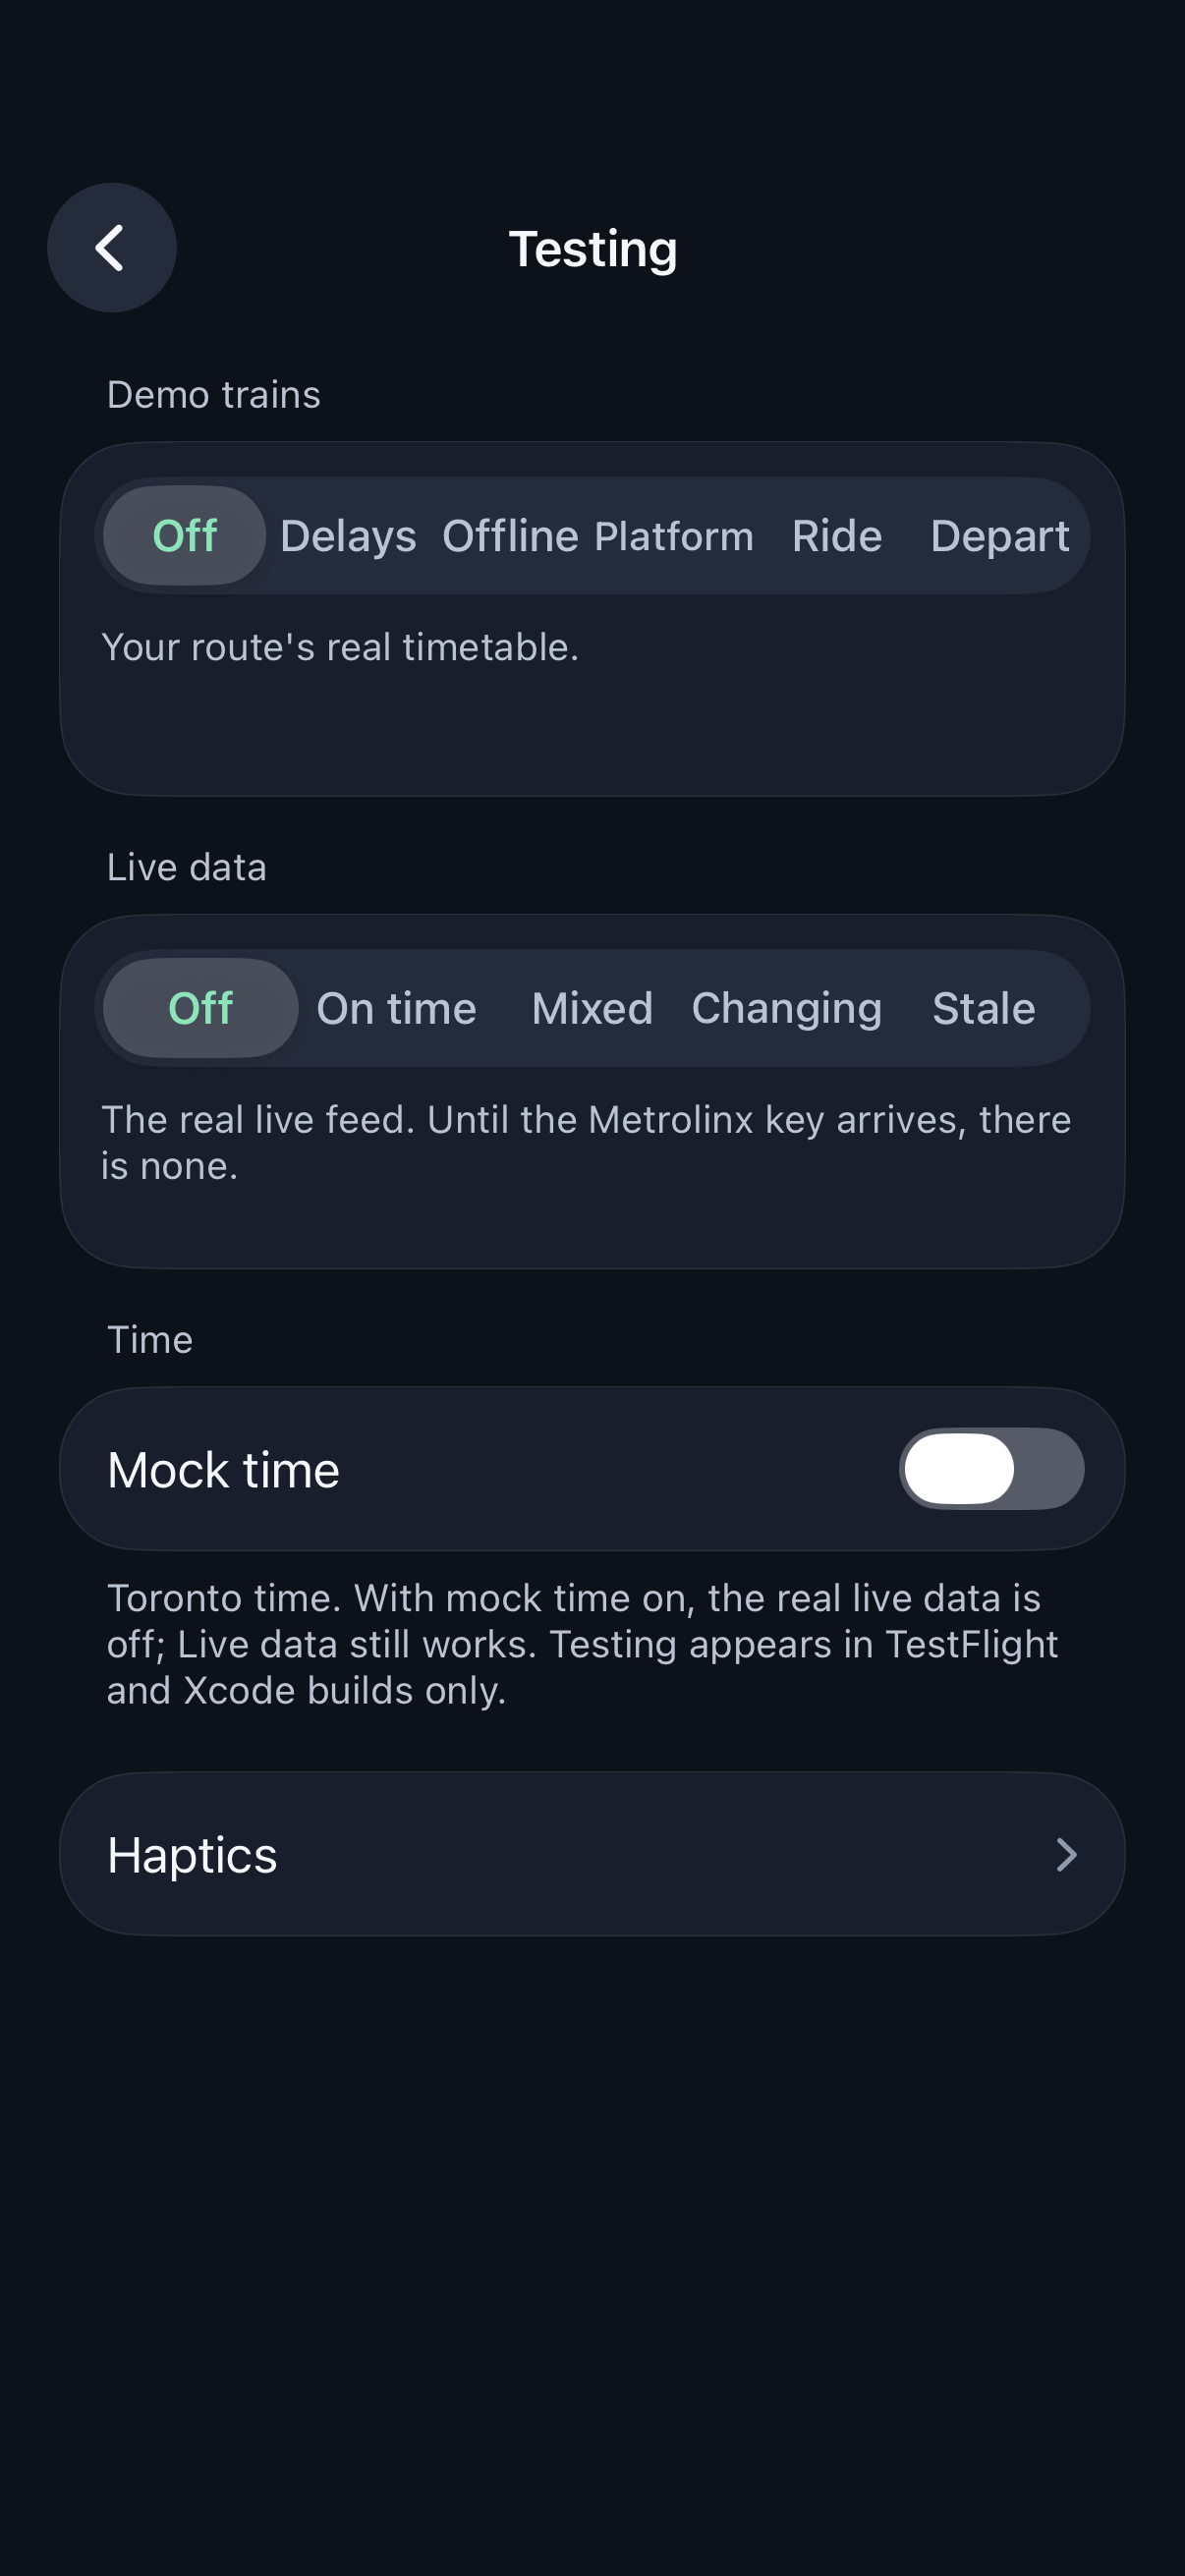 Testing
Demo trains
Off Delays Offline Platform Ride Depart
Your route's real timetable.
Live data
Off On time Mixed Changing Stale
The real live feed. Until the Metrolinx key arrives, there
is none.
Time
Mock time
Toronto time. With mock time on, the real live data is
off; Live data still works. Testing appears in TestFlight
and Xcode builds only.
Haptics